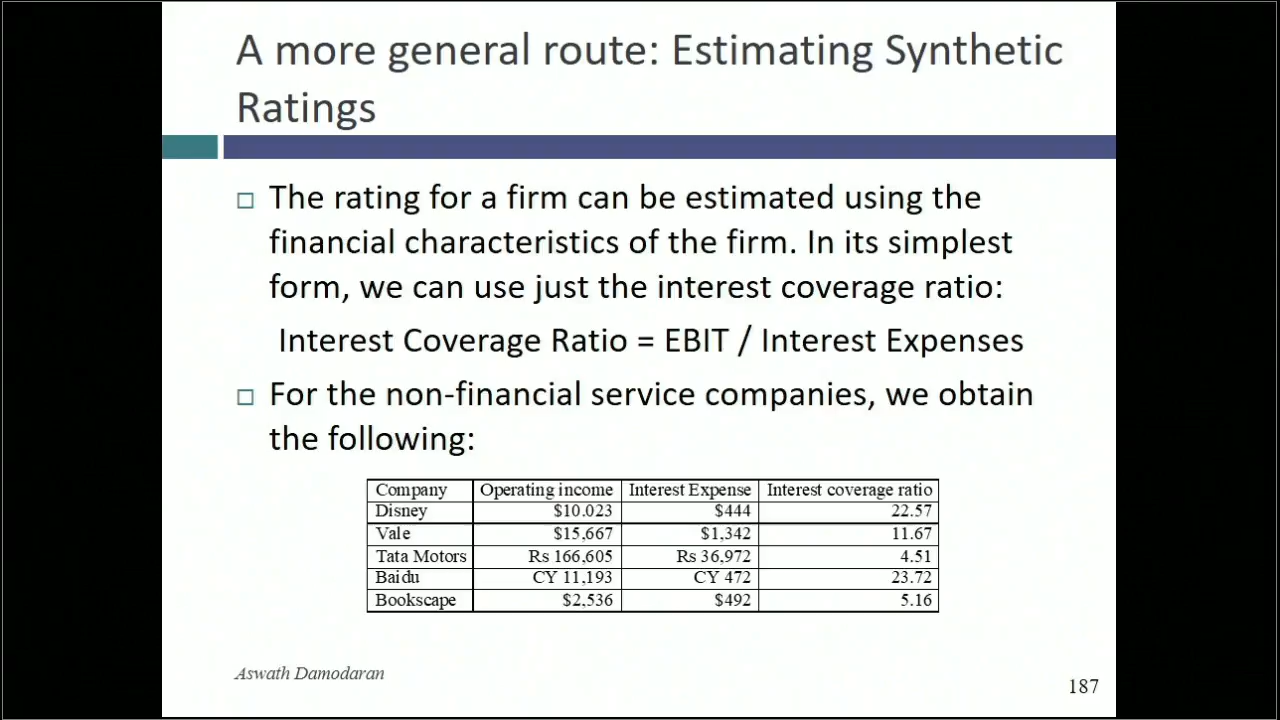 A more general route: Estimating Synthetic
Ratings
The rating for a firm can be estimated using the
financial characteristics of the firm. In its simplest
form, we can use just the interest coverage ratio:
Interest Coverage Ratio = EBIT / Interest Expenses
For the non-financial service companies, we obtain
the following:
Company Operating income Interest Expense Interest coverage ratio
Disney $10.023 $444 22.57
Vale $15,667 $1,342 11.67
Tata Motors Rs 166,605 Rs 36,972 4.51
Baidu CY 11,193 CY 472 23.72
Bookscape $2,536 $492 5.16
Aswath Damodaran
187